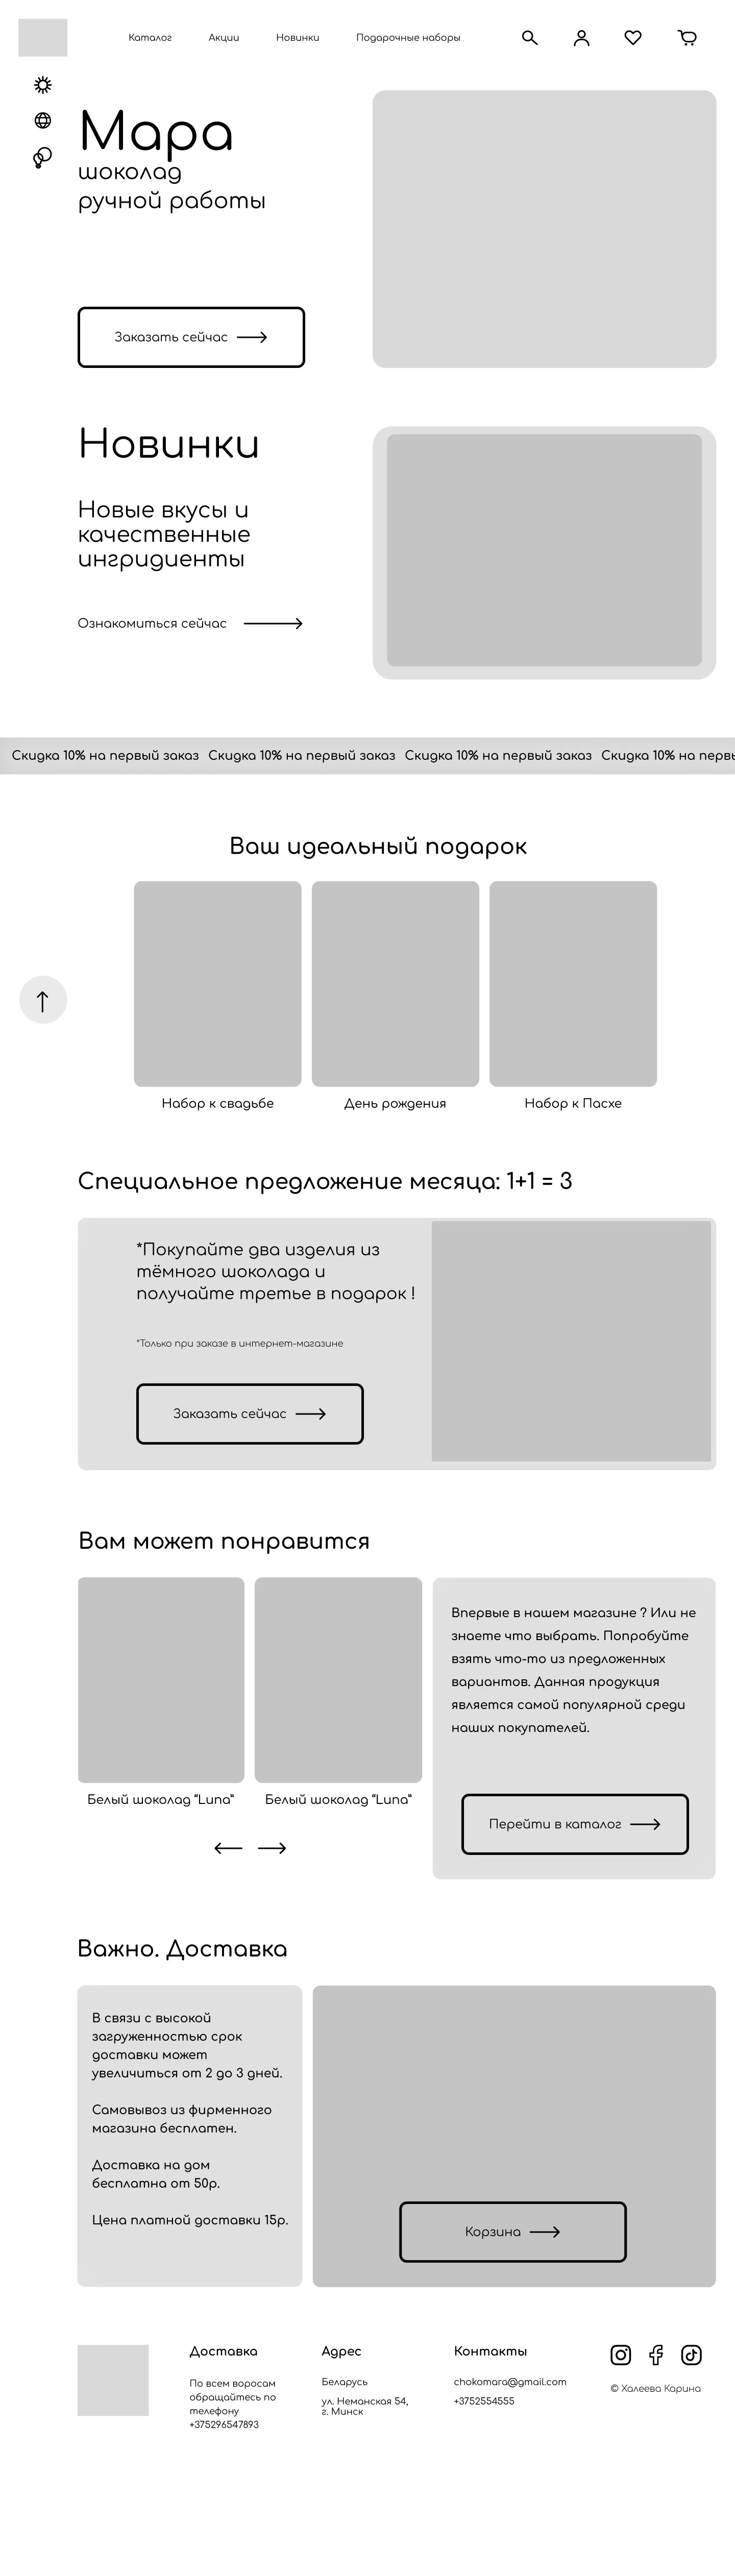 Каталог Акции Новинки Подарочные наборы
Мара
шоколад
ручной работы
Заказать сейчас
Новинки
Новые вкусы и
качественные
ингридиенты
Ознакомиться сейчас
Скидка 10% на первый заказ Скидка 10% на первый заказ Скидка 10% на первый заказ Скидка 10% на первы
Ваш идеальный подарок
Набор к свадьбе
День рождения
Набор к Пасхе
Специальное предложение месяца: 1+1 = 3
*Покупайте два изделия из
тёмного шоколада и
получайте третье в подарок !
*Только при заказе в интернет-магазине
Заказать сейчас
Вам может понравится
Белый шоколад “Luna”
Белый шоколад “Luna”
Впервые в нашем магазине ? Или не
знаете что выбрать. Попробуйте
взять что-то из предложенных
вариантов. Данная продукция
является самой популярной среди
наших покупателей.
Перейти в каталог
Важно. Доставка
В связи с высокой
загруженностью срок
доставки может
увеличиться от 2 до 3 дней.
Самовывоз из фирменного
магазина бесплатен.
Доставка на дом
бесплатна от 50р.
Цена платной доставки 15р.
Корзина
Доставка
По всем воросам
обращайтесь по
телефону
+375296547893
Адрес
Беларусь
ул. Неманская 54,
г. Минск
Контакты
chokomara@gmail.com
+3752554555
© Халеева Карина